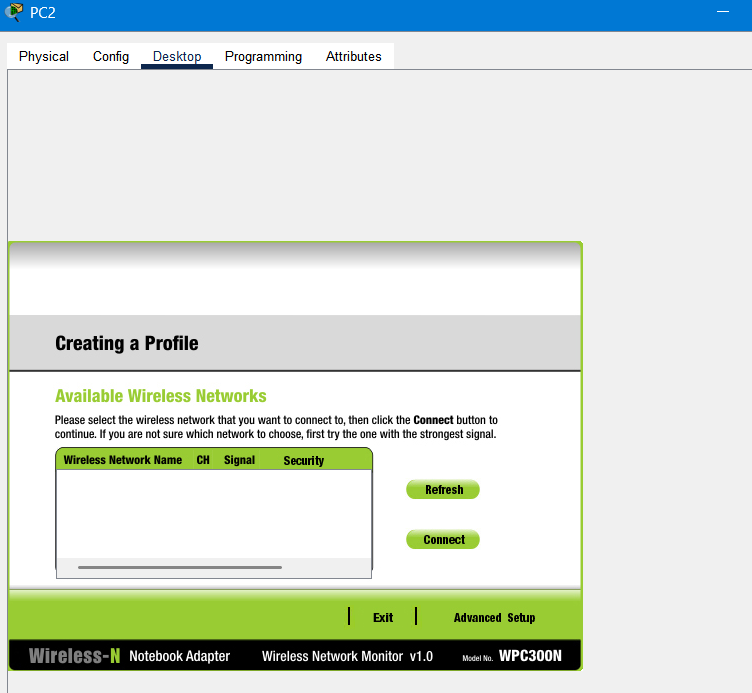 PC2
Physical Config Desktop Programming Attributes
Creating a Profile
Available Wireless Networks
Please select the wireless network that you want to connect to, then click the Connect button to
continue. If you are not sure which network to choose, first try the one with the strongest signal.
Wireless Network Name CH Signal Security
Refresh
Connect
Exit Advanced Setup
Wireless-N Notebook Adapter Wireless Network Monitor v1.0 Model No. WPC300N